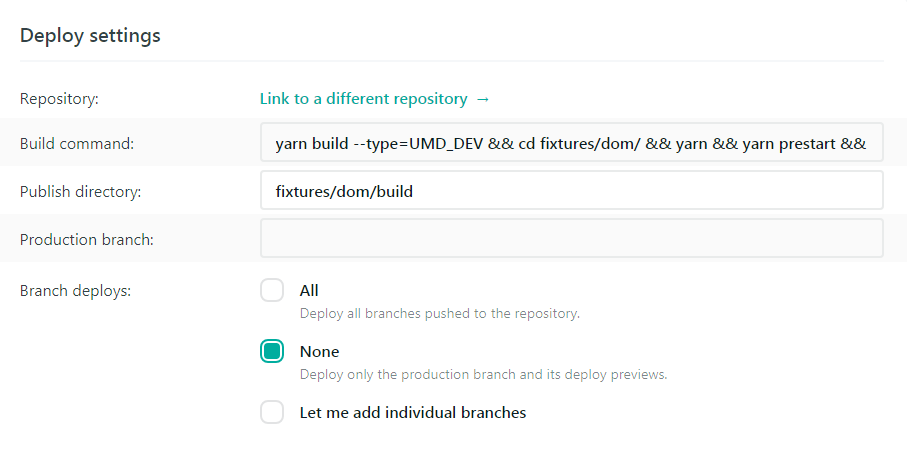 Deploy settings
Repository: Link to a different repository →
Build command: yarn build --type=UMD_DEV && cd fixtures/dom/ && yarn && yarn prestart &&
Publish directory: fixtures/dom/build
Production branch:
Branch deploys: All
Deploy all branches pushed to the repository.
None
Deploy only the production branch and its deploy previews.
Let me add individual branches